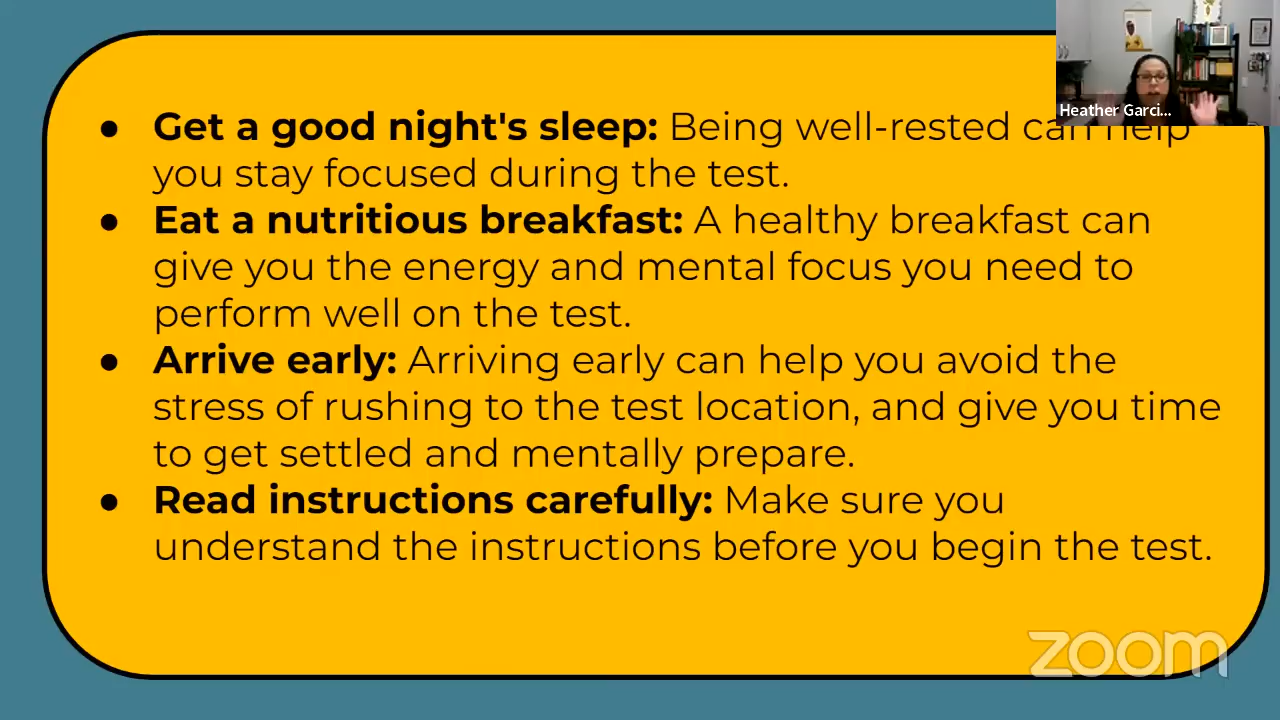 Heather Garci...
● Get a good night's sleep: Being well-rested can help
you stay focused during the test.
● Eat a nutritious breakfast: A healthy breakfast can
give you the energy and mental focus you need to
perform well on the test.
● Arrive early: Arriving early can help you avoid the
stress of rushing to the test location, and give you time
to get settled and mentally prepare.
● Read instructions carefully: Make sure you
understand the instructions before you begin the test.
zoom